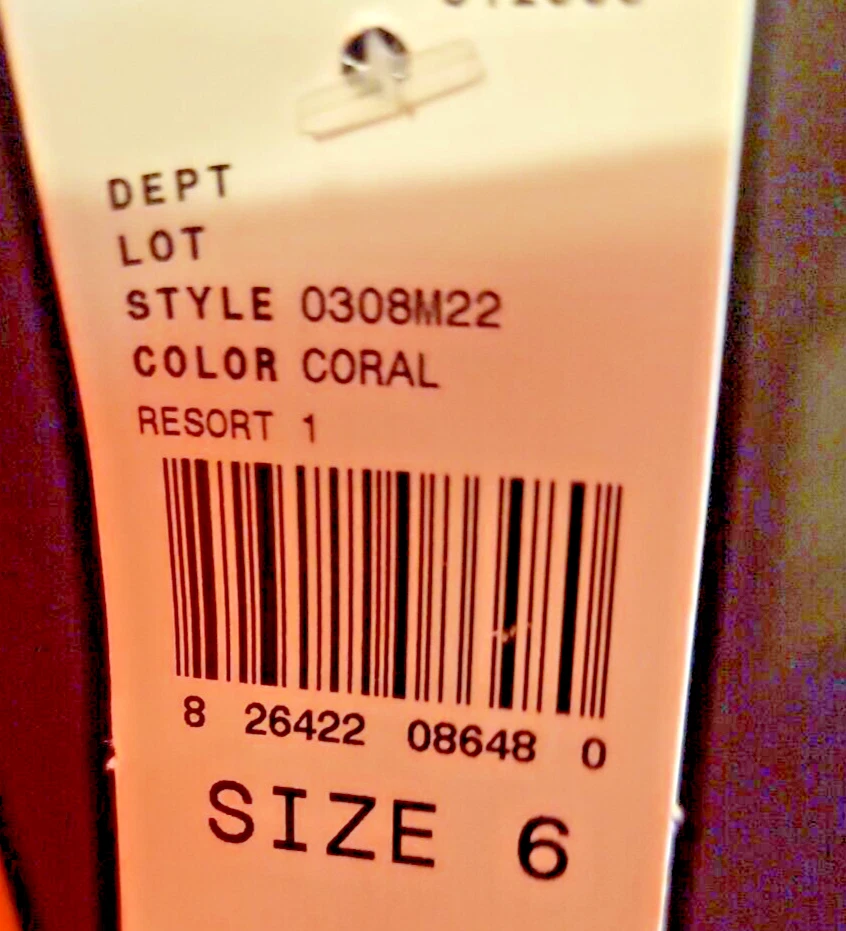 DEPT
LOT
STYLE 0308M22
COLOR CORAL
RESORT 1
8 26422 08648 0
SIZE 6